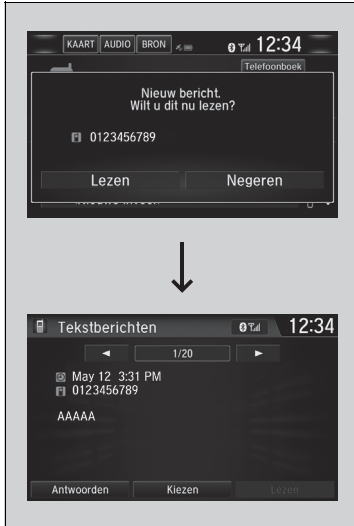 KAART AUDIO BRON 12:34
Telefoonboek
Nieuw bericht.
Wilt u dit nu lezen?
0123456789
Lezen Negeren
Tekstberichten 12:34
1/20
May 12 3:31 PM
0123456789
AAAAA
Antwoorden Kiezen Lezen